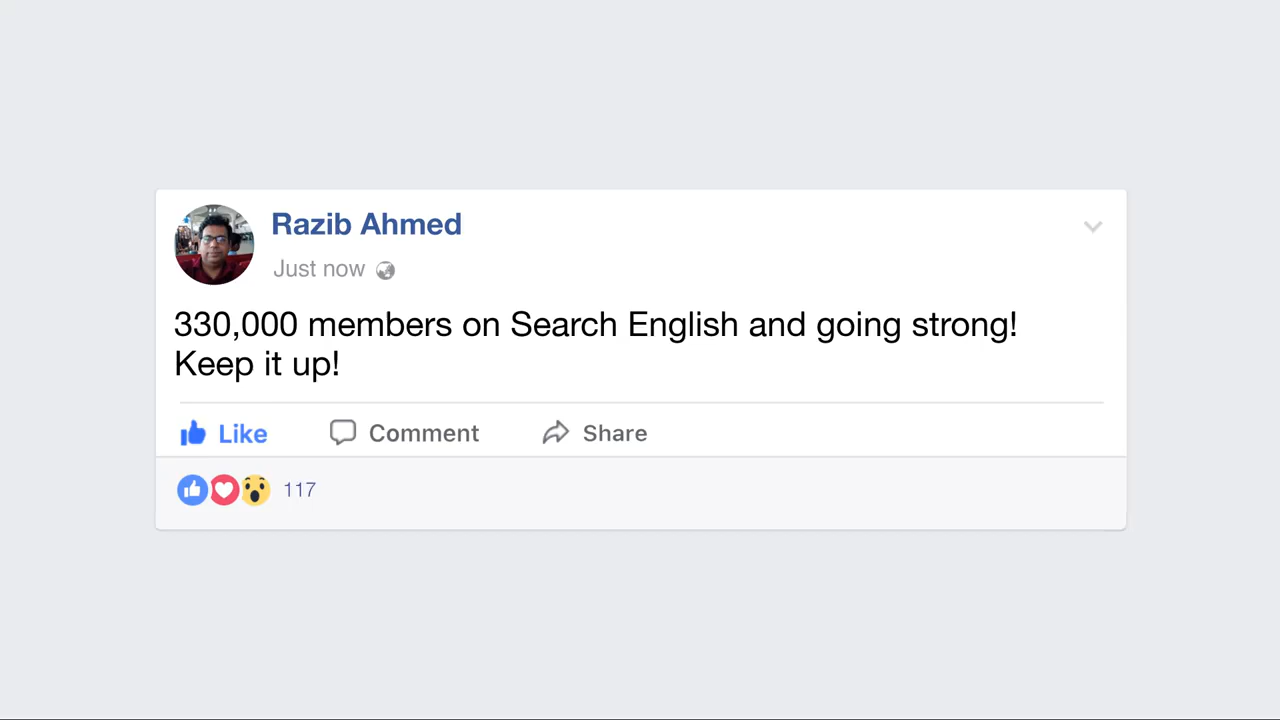 Razib Ahmed
Just now
330,000 members on Search English and going strong!
Keep it up!
Like Comment Share
117